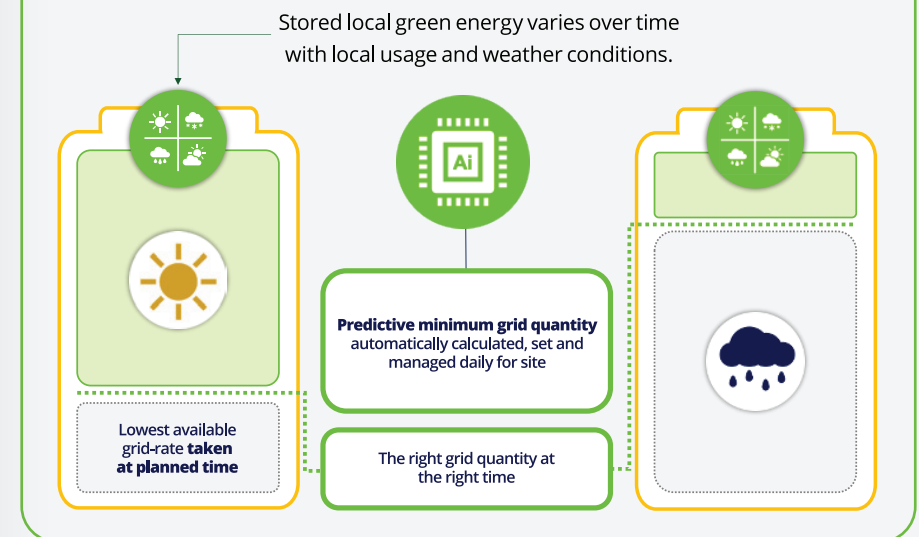 Stored local green energy varies over time
with local usage and weather conditions.
Ai
Predictive minimum grid quantity
automatically calculated, set and
managed daily for site
Lowest available
grid-rate taken
at planned time
The right grid quantity at
the right time